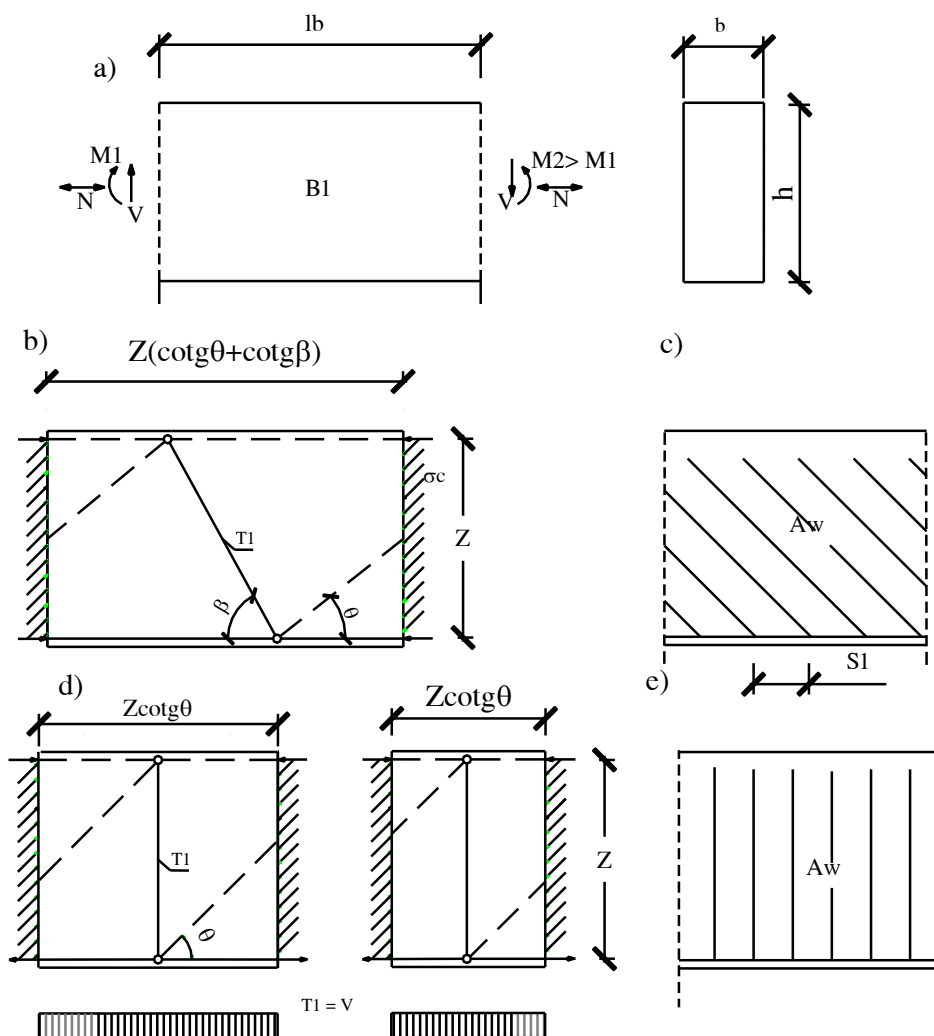 lb
b
a)
M1
N
V
B1
M2> M1
V
N
h
b)
Z(cotgθ+cotgβ)
c)
σc
T1
Z
β
θ
Aw
S1
d)
Zcotgθ
Zcotgθ
e)
T1
θ
Z
Aw
T1 = V